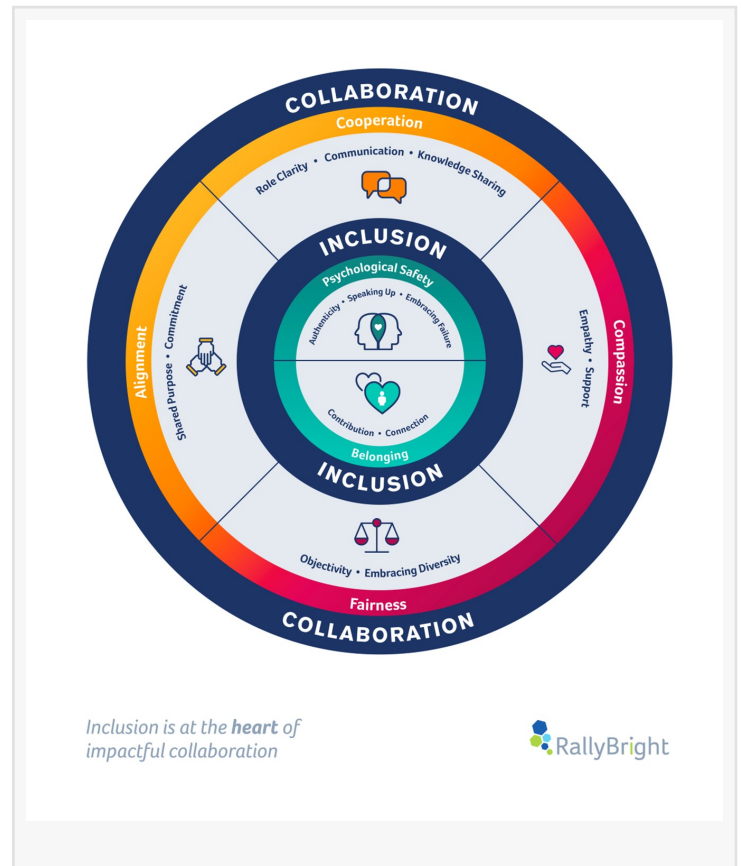 COLLABORATION
Cooperation
Role Clarity • Communication • Knowledge Sharing
INCLUSION
Psychological Safety
Authenticity • Speaking Up • Embracing Failure
Alignment
Shared Purpose • Commitment
Empathy • Support
Compassion
Contribution • Connection
Belonging
INCLUSION
Objectivity • Embracing Diversity
Fairness
COLLABORATION
Inclusion is at the heart of
impactful collaboration
RallyBright